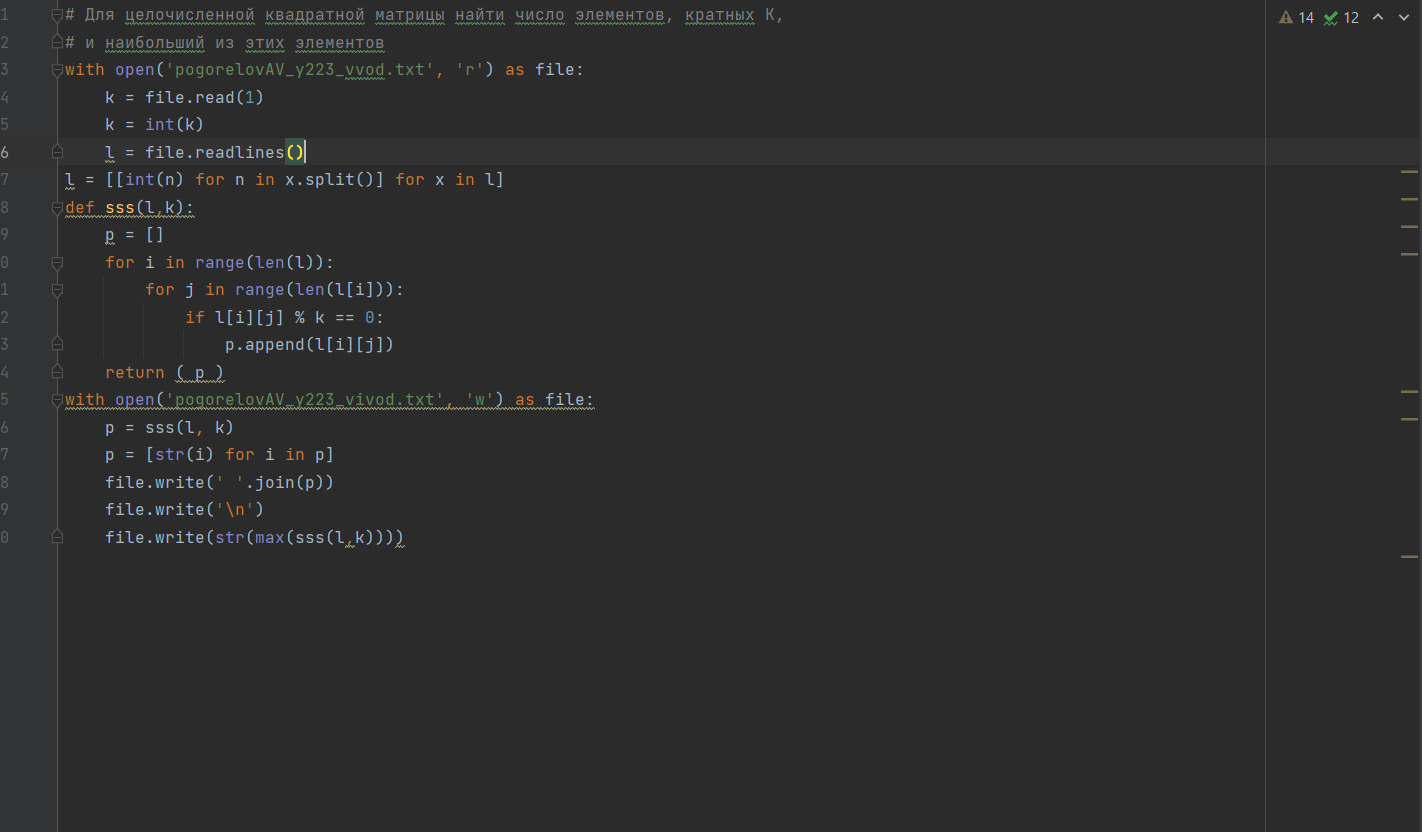 1 # Для целочисленной квадратной матрицы найти число элементов, кратных К,
14 12
2 # и наибольший из этих элементов
3 with open('pogorelovAV_y223_vvod.txt', 'r') as file:
4     k = file.read(1)
5     k = int(k)
6     l = file.readlines()
7 l = [[int(n) for n in x.split()] for x in l]
8 def sss(l,k):
9     p = []
0     for i in range(len(l)):
1         for j in range(len(l[i])):
2             if l[i][j] % k == 0:
3                 p.append(l[i][j])
4     return ( p )
5 with open('pogorelovAV_y223_vivod.txt', 'w') as file:
6     p = sss(l, k)
7     p = [str(i) for i in p]
8     file.write(' '.join(p))
9     file.write('\n')
0     file.write(str(max(sss(l,k))))